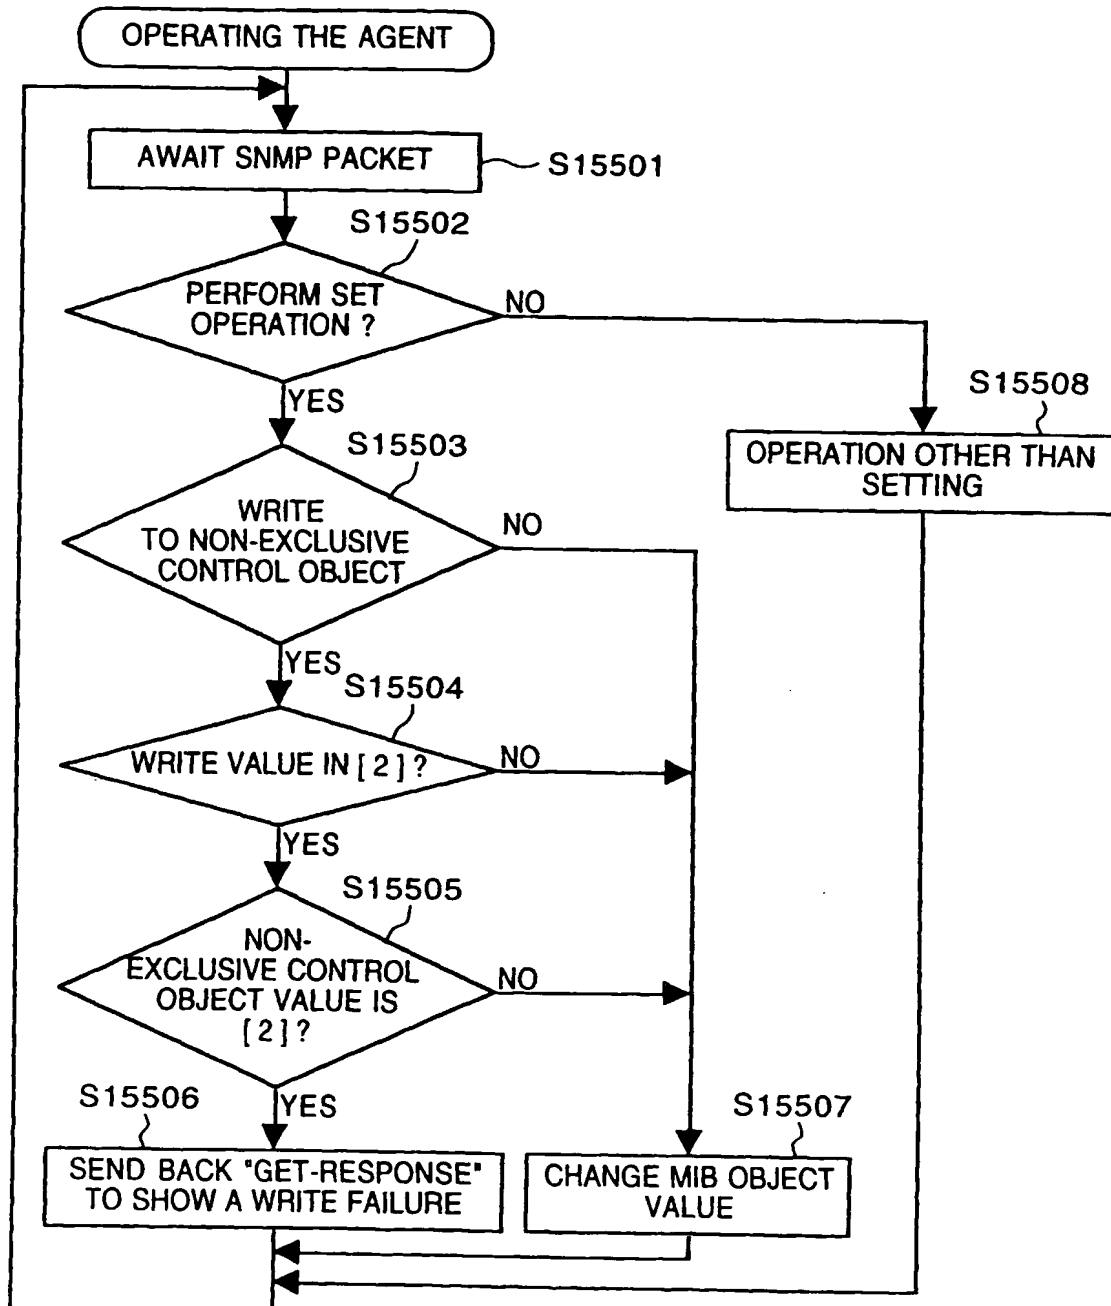 OPERATING THE AGENT
AWAIT SNMP PACKET
S15501
S15502
PERFORM SET
OPERATION ?
NO
YES
S15508
OPERATION OTHER THAN
SETTING
S15503
WRITE
TO NON-EXCLUSIVE
CONTROL OBJECT
NO
YES
S15504
WRITE VALUE IN [ 2 ] ?
NO
YES
S15505
NON-
EXCLUSIVE CONTROL
OBJECT VALUE IS
[ 2 ] ?
NO
YES
S15506
SEND BACK "GET-RESPONSE"
TO SHOW A WRITE FAILURE
S15507
CHANGE MIB OBJECT
VALUE